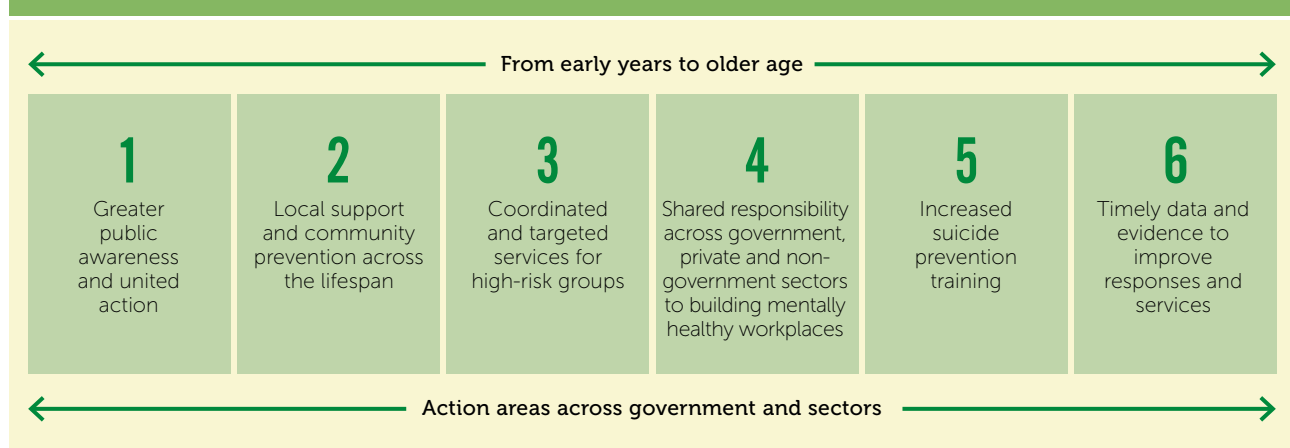 From early years to older age
1
Greater
public
awareness
and united
action
2
Local support
and community
prevention across
the lifespan
3
Coordinated
and targeted
services for
high-risk groups
4
Shared responsibility
across government,
private and non-
government sectors
to building mentally
healthy workplaces
5
Increased
suicide
prevention
training
6
Timely data and
evidence to
improve
responses and
services
Action areas across government and sectors